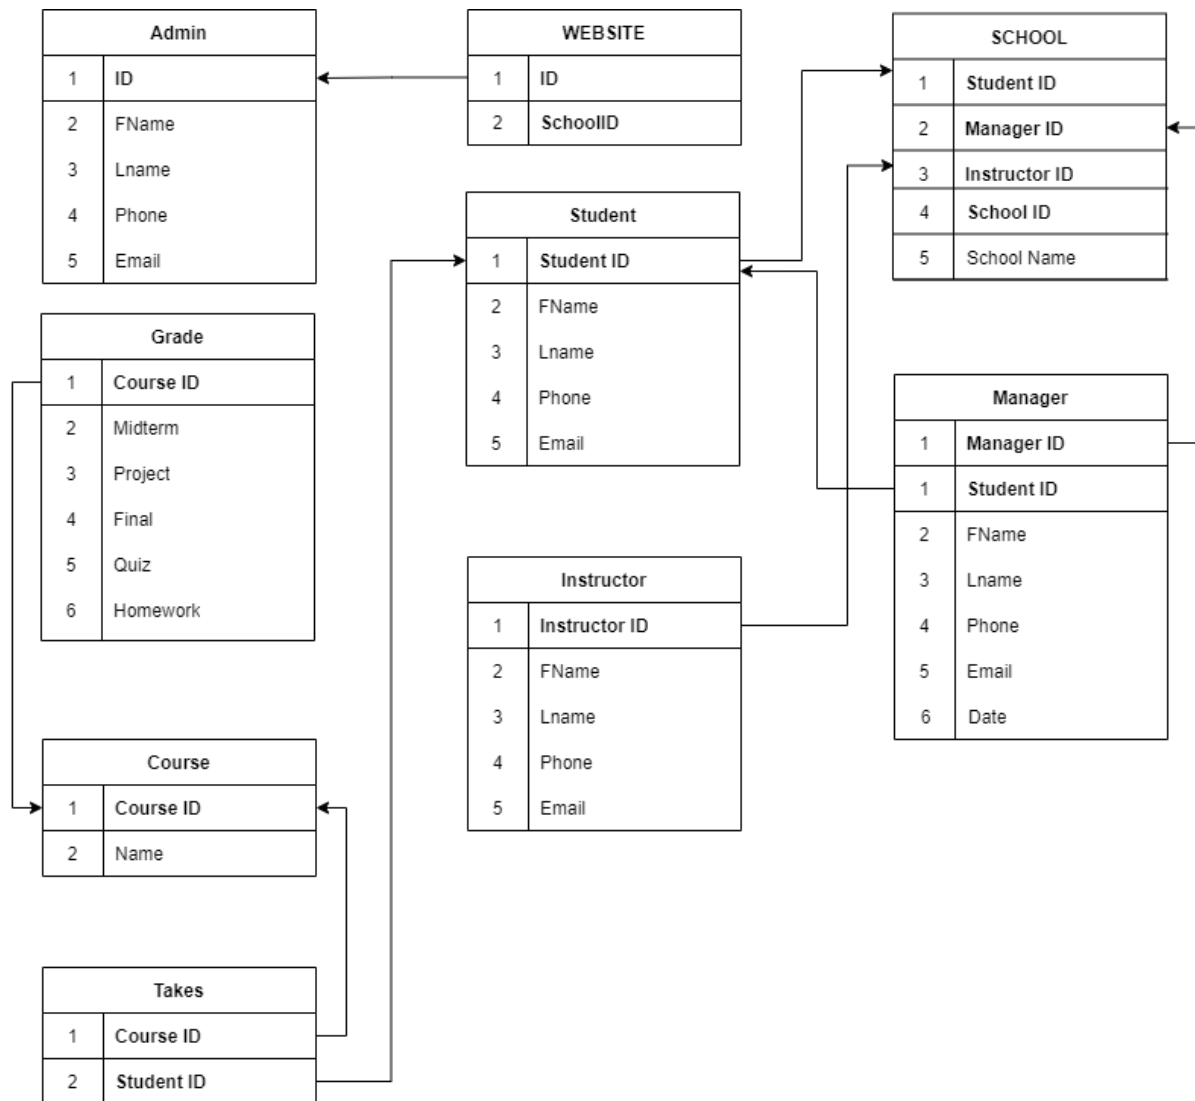 Admin
1 ID
2 FName
3 Lname
4 Phone
5 Email
WEBSITE
1 ID
2 SchoolID
SCHOOL
1 Student ID
2 Manager ID
3 Instructor ID
4 School ID
5 School Name
Student
1 Student ID
2 FName
3 Lname
4 Phone
5 Email
Grade
1 Course ID
2 Midterm
3 Project
4 Final
5 Quiz
6 Homework
Manager
1 Manager ID
1 Student ID
2 FName
3 Lname
4 Phone
5 Email
6 Date
Instructor
1 Instructor ID
2 FName
3 Lname
4 Phone
5 Email
Course
1 Course ID
2 Name
Takes
1 Course ID
2 Student ID